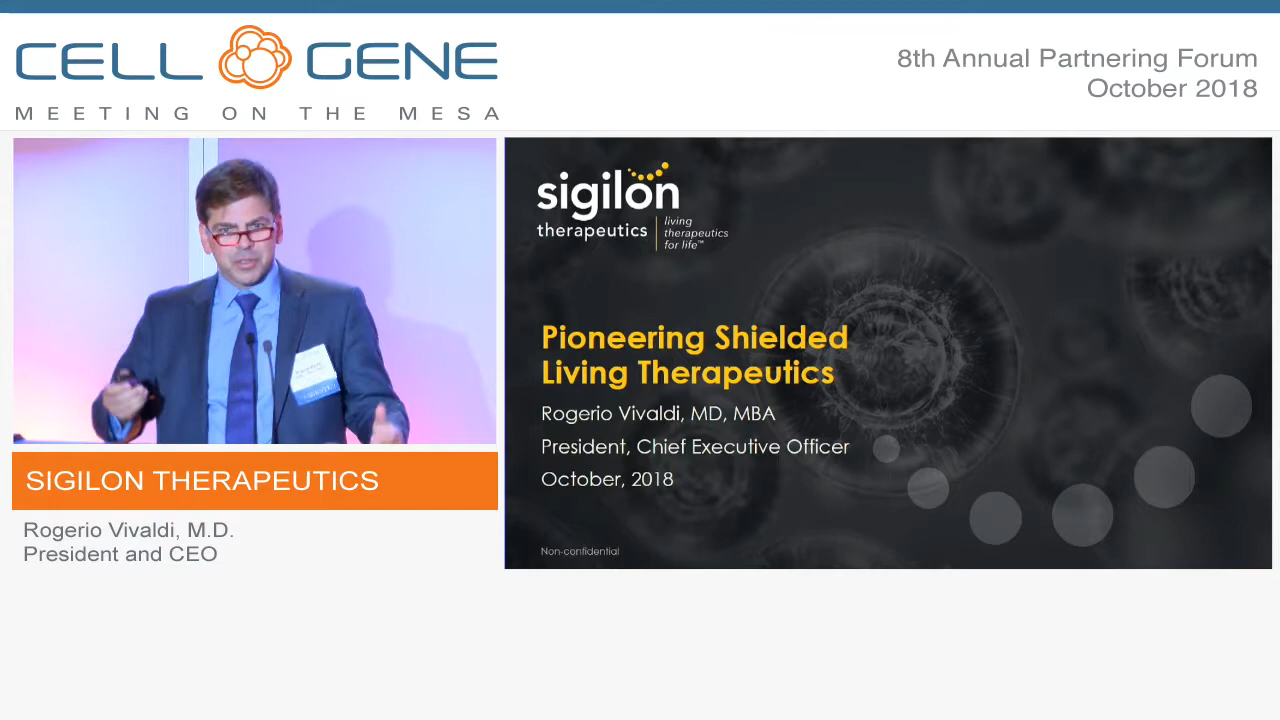 CELL GENE
MEETING ON THE MESA
8th Annual Partnering Forum
October 2018
sigilon
therapeutics
living
therapeutics
for life™
Pioneering Shielded
Living Therapeutics
Rogerio Vivaldi, MD, MBA
President, Chief Executive Officer
October, 2018
Non-confidential
SIGILON THERAPEUTICS
Rogerio Vivaldi, M.D.
President and CEO